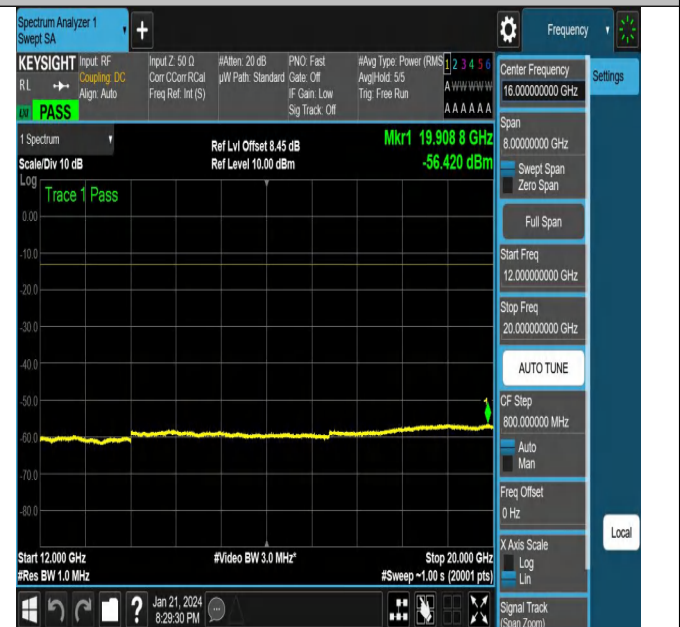 Spectrum Analyzer 1
Swept SA
+
Frequency
KEYSIGHT
RL
PASS
Input: RF
Coupling: DC
Align: Auto
Input Z: 50 Ω
Corr CCorr RCal
Freq Ref: Int (S)
#Atten: 20 dB
µW Path: Standard
PNO: Fast
Gate: Off
IF Gain: Low
Sig Track: Off
#Avg Type: Power (RMS
Avg|Hold: 5/5
Trig: Free Run
1 2 3 4 5 6
A W W W W W
A A A A A A
1 Spectrum
Scale/Div 10 dB
Ref Lvl Offset 8.45 dB
Ref Level 10.00 dBm
Mkr1 19.908 8 GHz
-56.420 dBm
Log
Trace 1 Pass
0.00
-10.0
-20.0
-30.0
-40.0
-50.0
-60.0
-70.0
-80.0
1
Start 12.000 GHz
#Res BW 1.0 MHz
#Video BW 3.0 MHz*
Stop 20.000 GHz
#Sweep ~1.00 s (20001 pts)
Center Frequency
16.000000000 GHz
Settings
Span
8.00000000 GHz
Swept Span
Zero Span
Full Span
Start Freq
12.000000000 GHz
Stop Freq
20.000000000 GHz
AUTO TUNE
CF Step
800.000000 MHz
Auto
Man
Freq Offset
0 Hz
X Axis Scale
Log
Lin
Local
Signal Track
(Span Zoom)
?
Jan 21, 2024
8:29:30 PM